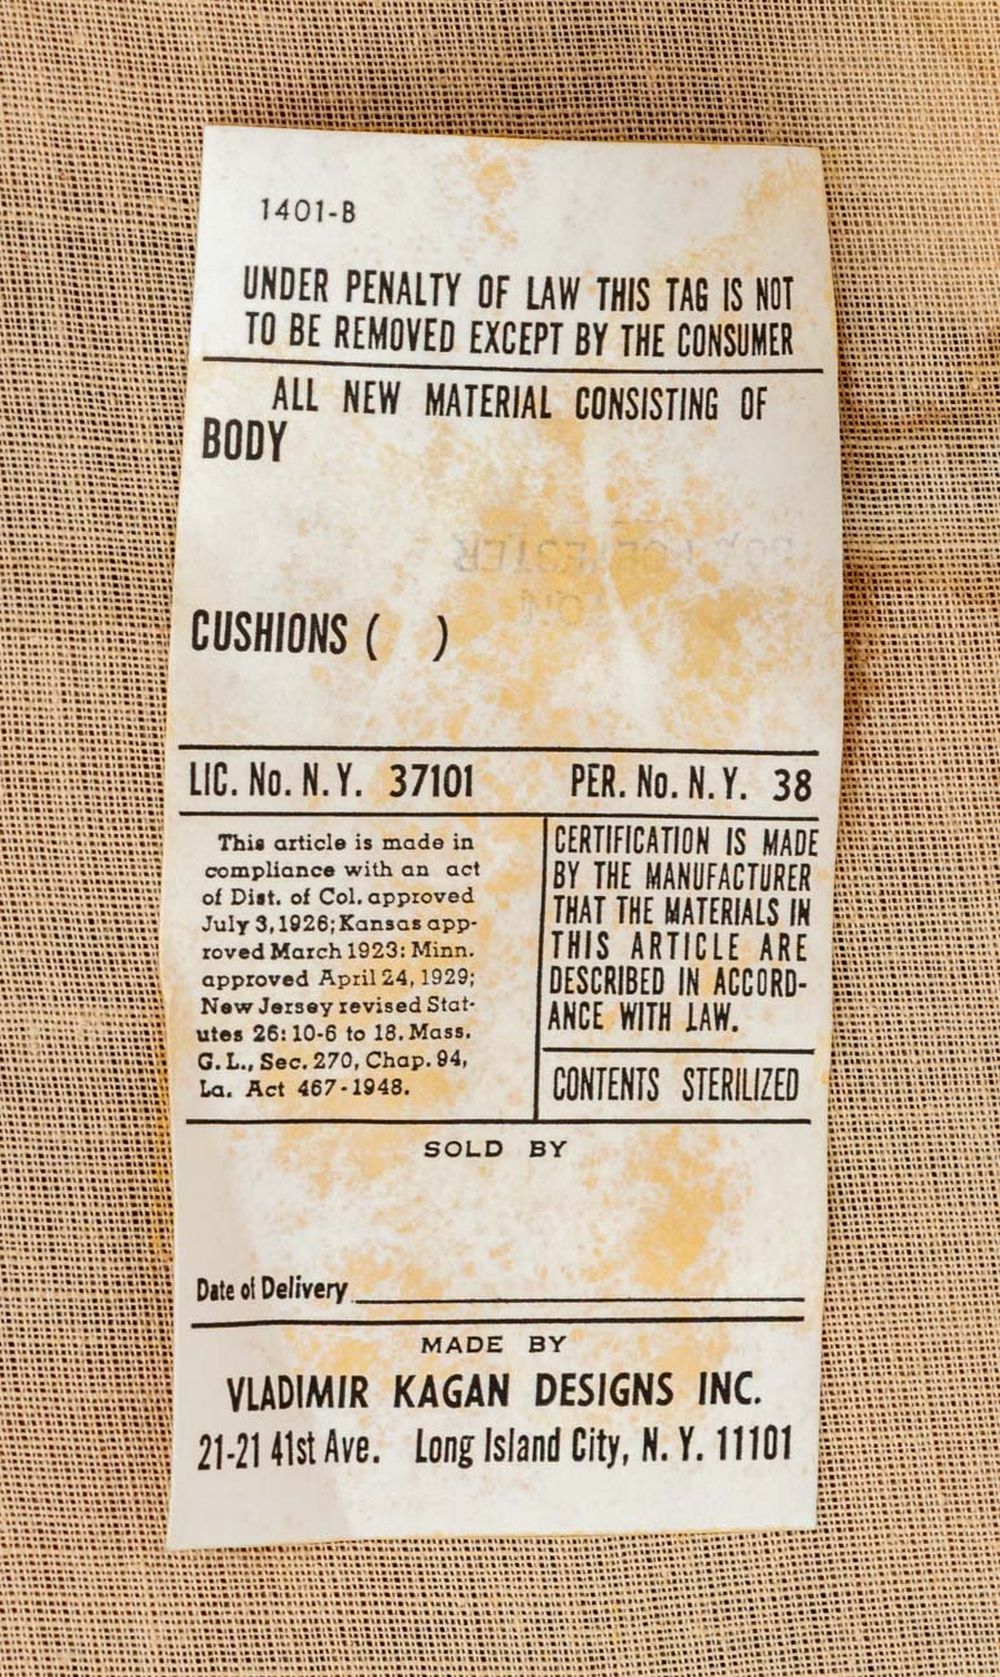 1401-B
UNDER PENALTY OF LAW THIS TAG IS NOT
TO BE REMOVED EXCEPT BY THE CONSUMER
ALL NEW MATERIAL CONSISTING OF
BODY
CUSHIONS ( )
LIC. No. N.Y. 37101 PER. No. N.Y. 38
This article is made in
compliance with an act
of Dist. of Col. approved
July 3, 1926; Kansas app-
roved March 1923: Minn.
approved April 24, 1929;
New Jersey revised Stat-
utes 26: 10-6 to 18. Mass.
G.L., Sec. 270, Chap. 94,
La. Act 467-1948.
CERTIFICATION IS MADE
BY THE MANUFACTURER
THAT THE MATERIALS IN
THIS ARTICLE ARE
DESCRIBED IN ACCORD-
ANCE WITH LAW.
CONTENTS STERILIZED
SOLD BY
Date of Delivery
MADE BY
VLADIMIR KAGAN DESIGNS INC.
21-21 41st Ave. Long Island City, N. Y. 11101